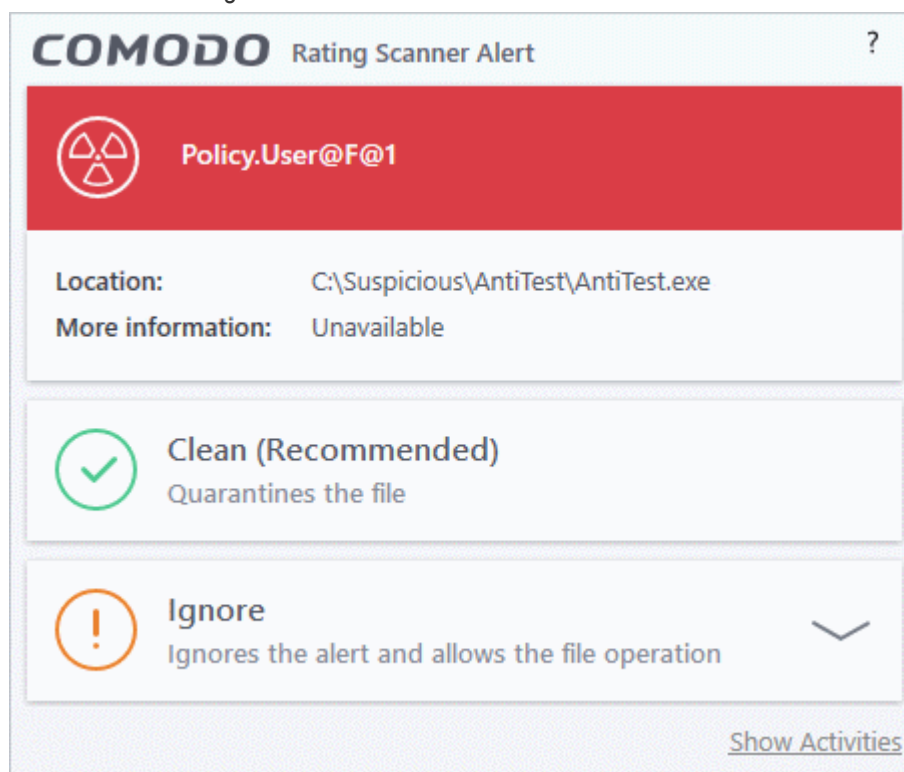 COMODO Rating Scanner Alert ?
Policy.User@F@1
Location: C:\Suspicious\AntiTest\AntiTest.exe
More information: Unavailable
Clean (Recommended)
Quarantines the file
Ignore
Ignores the alert and allows the file operation
Show Activities